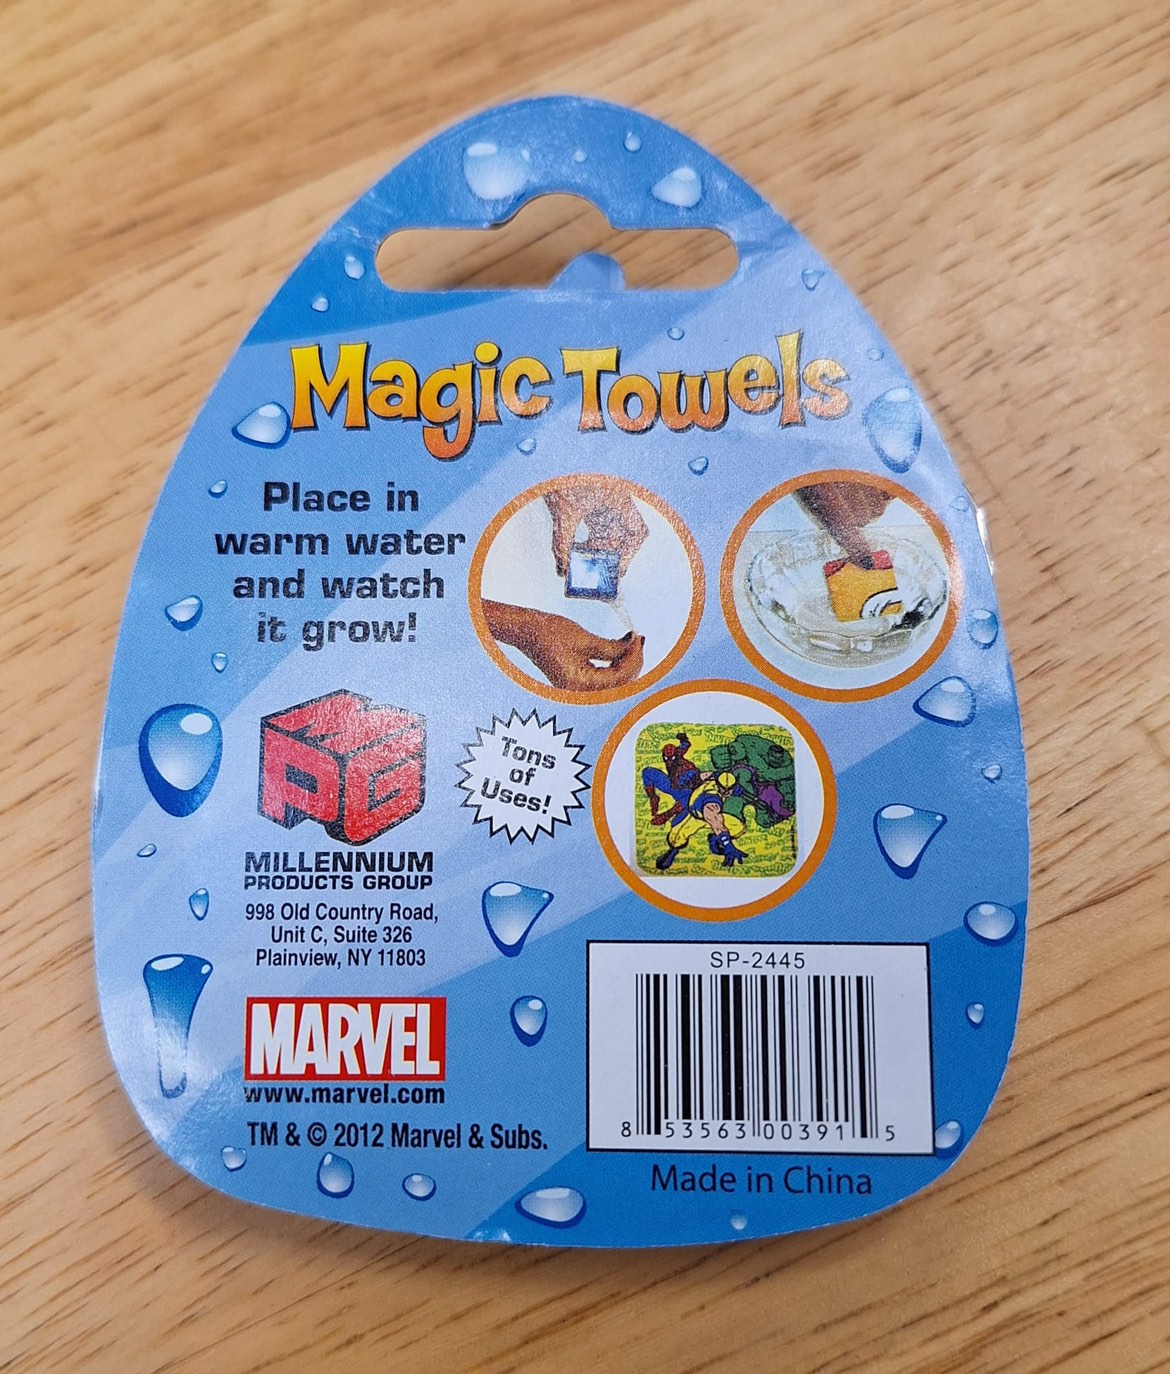 Magic Towels
Place in
warm water
and watch
it grow!
Tons
of
Uses!
MPG
MILLENNIUM
PRODUCTS GROUP
998 Old Country Road,
Unit C, Suite 326
Plainview, NY 11803
MARVEL
www.marvel.com
TM & © 2012 Marvel & Subs.
SP-2445
8 53563 00391 5
Made in China